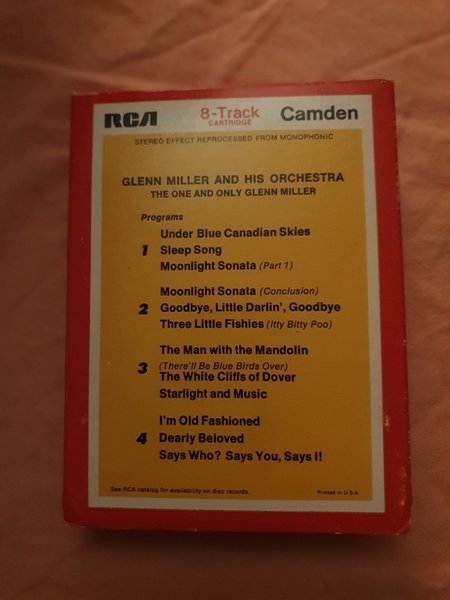 RCA 8-Track CARTRIDGE Camden
STEREO EFFECT REPROCESSED FROM MONOPHONIC
GLENN MILLER AND HIS ORCHESTRA
THE ONE AND ONLY GLENN MILLER
Programs
Under Blue Canadian Skies
1 Sleep Song
Moonlight Sonata (Part 1)
Moonlight Sonata (Conclusion)
2 Goodbye, Little Darlin', Goodbye
Three Little Fishies (Itty Bitty Poo)
The Man with the Mandolin
3 (There'll Be Blue Birds Over)
The White Cliffs of Dover
Starlight and Music
I'm Old Fashioned
4 Dearly Beloved
Says Who? Says You, Says I!
See RCA catalog for availability on disc records. Printed in U.S.A.